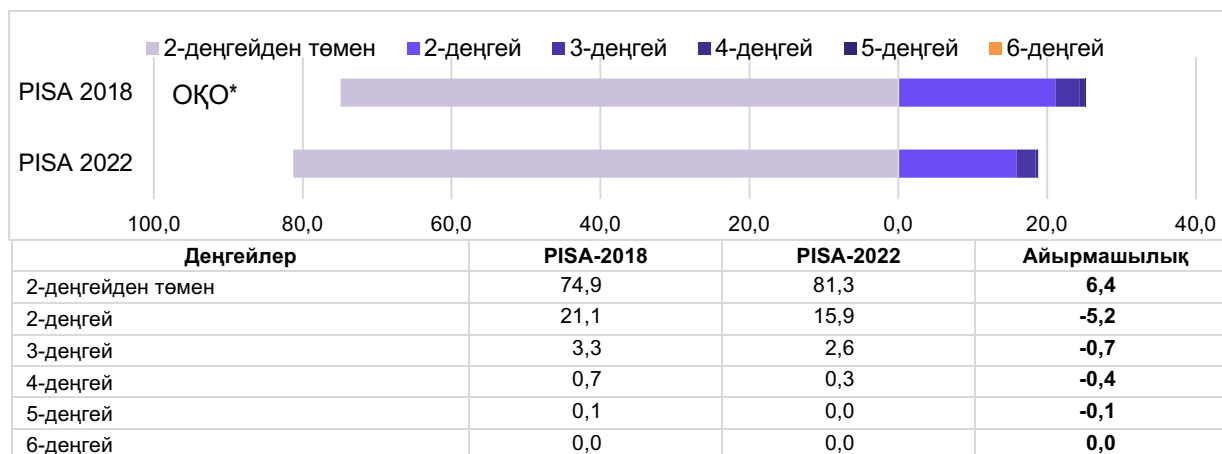 2-деңгейден төмен 2-деңгей 3-деңгей 4-деңгей 5-деңгей 6-деңгей
PISA 2018 ОҚО*
PISA 2022
100,0 80,0 60,0 40,0 20,0 0,0 20,0 40,0
Деңгейлер PISA-2018 PISA-2022 Айырмашылық
2-деңгейден төмен 74,9 81,3 6,4
2-деңгей 21,1 15,9 -5,2
3-деңгей 3,3 2,6 -0,7
4-деңгей 0,7 0,3 -0,4
5-деңгей 0,1 0,0 -0,1
6-деңгей 0,0 0,0 0,0